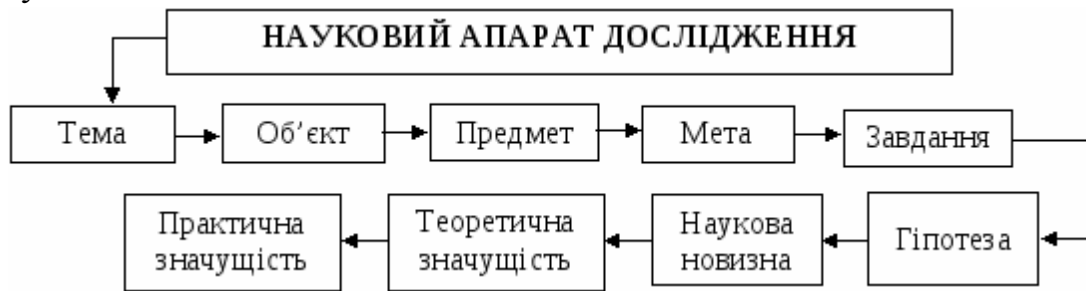 НАУКОВИЙ АПАРАТ ДОСЛІДЖЕННЯ
Тема
Об’єкт
Предмет
Мета
Завдання
Гіпотеза
Наукова
новизна
Теоретична
значущість
Практична
значущість